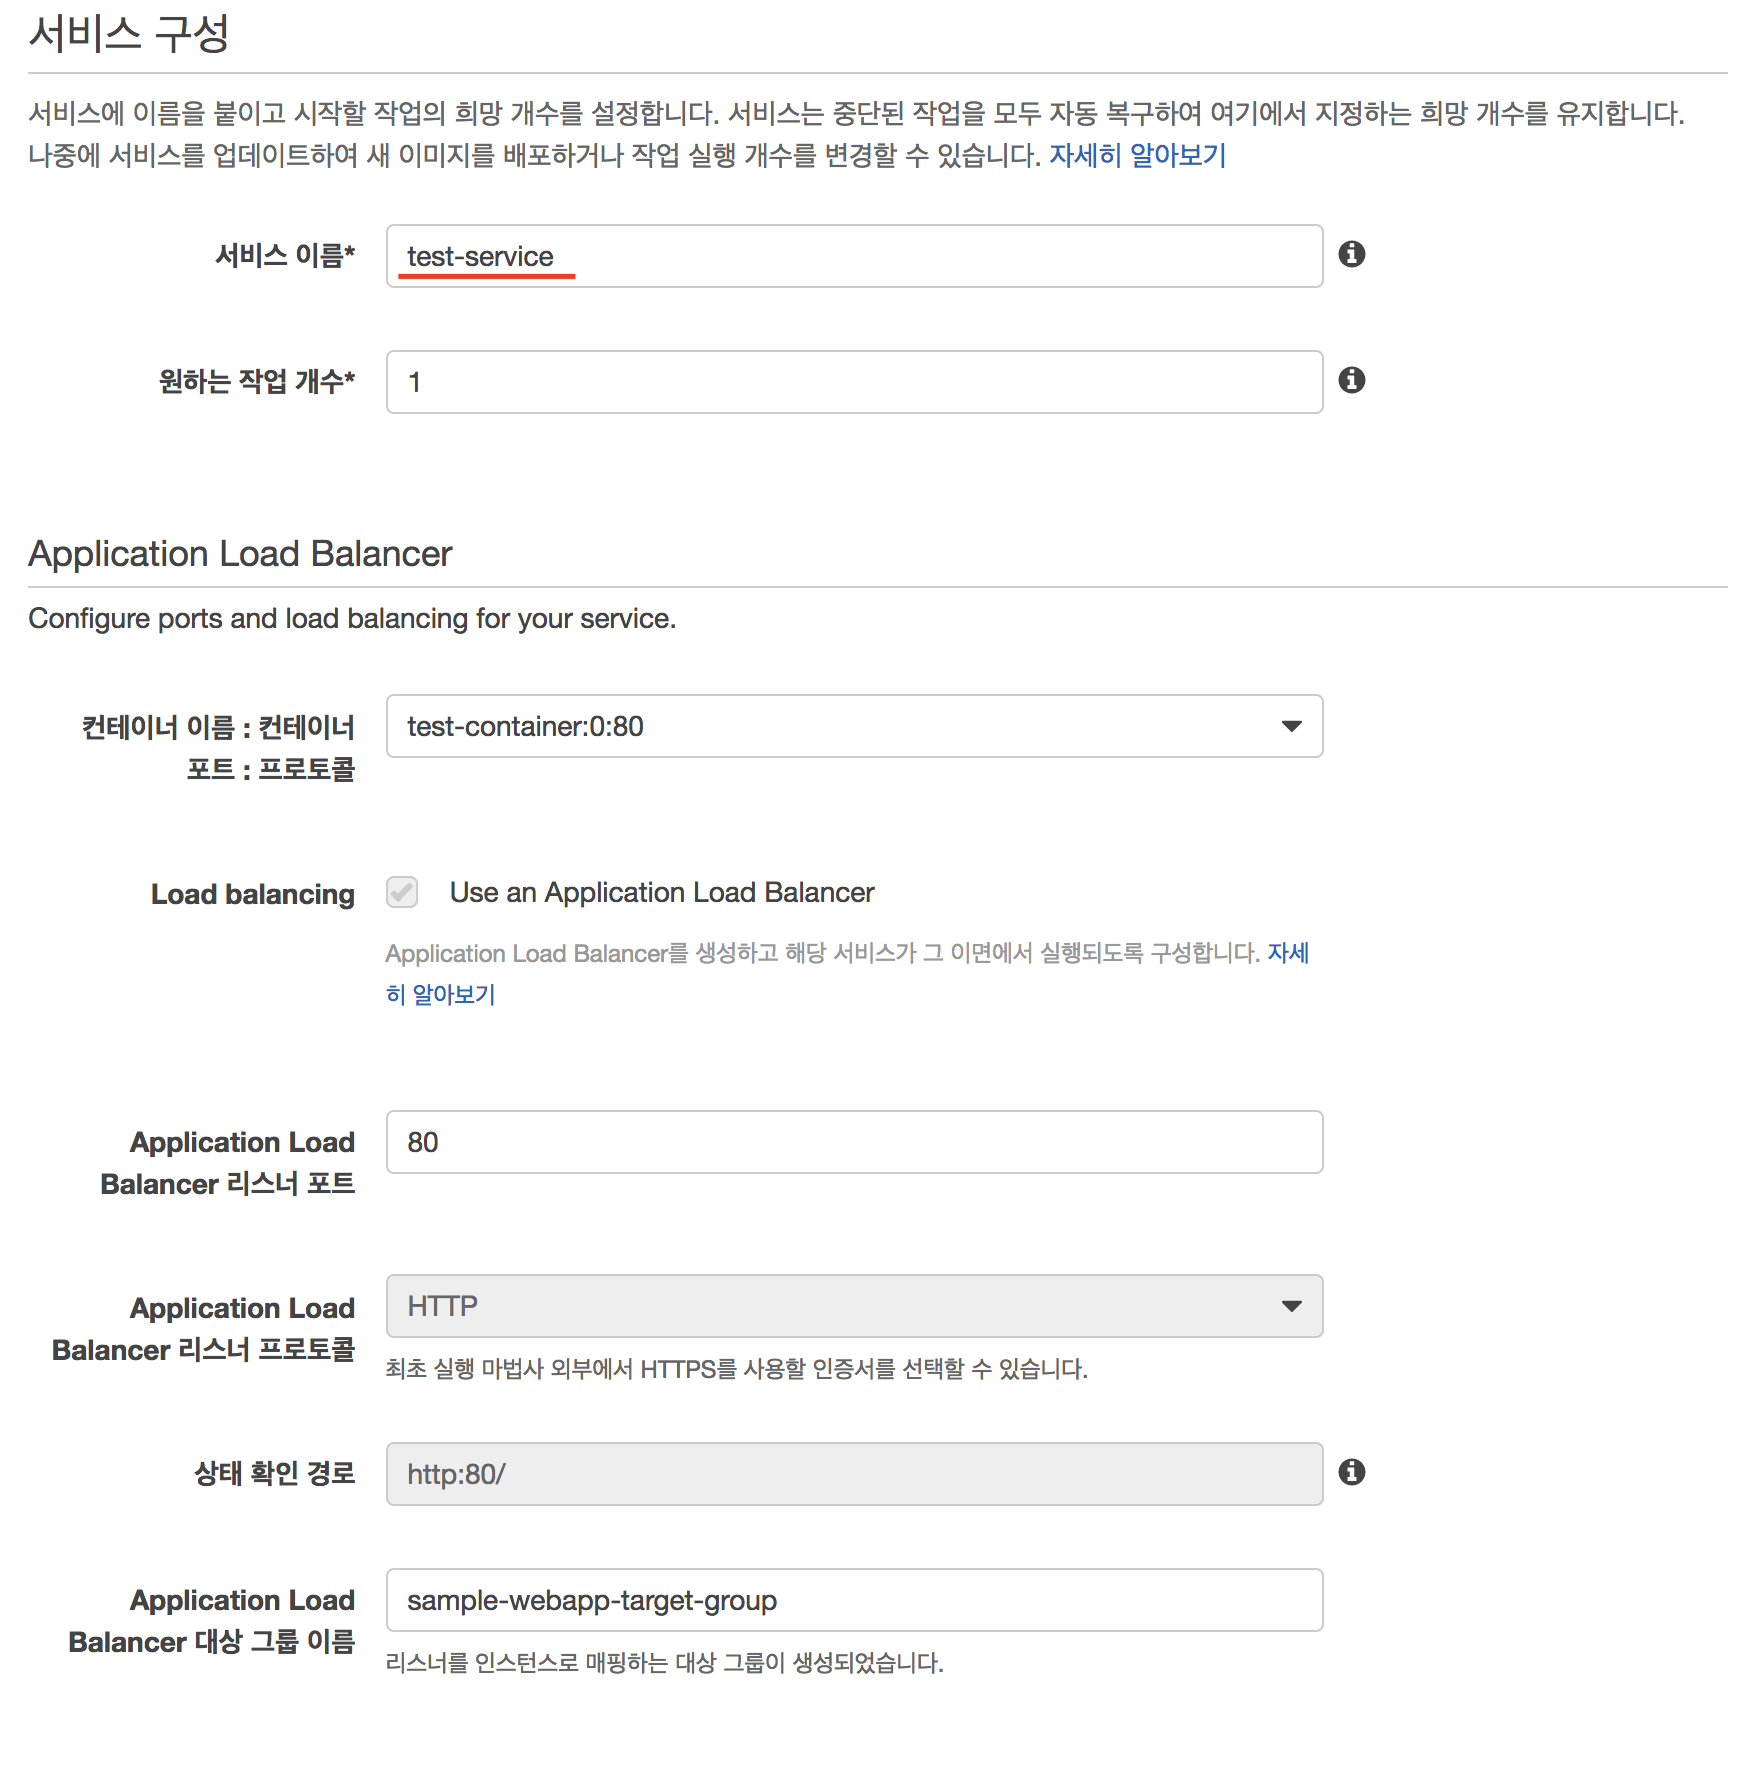 서비스 구성
서비스에 이름을 붙이고 시작할 작업의 희망 개수를 설정합니다. 서비스는 중단된 작업을 모두 자동 복구하여 여기에서 지정하는 희망 개수를 유지합니다.
나중에 서비스를 업데이트하여 새 이미지를 배포하거나 작업 실행 개수를 변경할 수 있습니다. 자세히 알아보기
서비스 이름*
test-service
원하는 작업 개수*
1
Application Load Balancer
Configure ports and load balancing for your service.
컨테이너 이름 : 컨테이너
포트 : 프로토콜
test-container:0:80
Load balancing
Use an Application Load Balancer
Application Load Balancer를 생성하고 해당 서비스가 그 이면에서 실행되도록 구성합니다. 자세
히 알아보기
Application Load
Balancer 리스너 포트
80
Application Load
Balancer 리스너 프로토콜
HTTP
최초 실행 마법사 외부에서 HTTPS를 사용할 인증서를 선택할 수 있습니다.
상태 확인 경로
http:80/
Application Load
Balancer 대상 그룹 이름
sample-webapp-target-group
리스너를 인스턴스로 매핑하는 대상 그룹이 생성되었습니다.